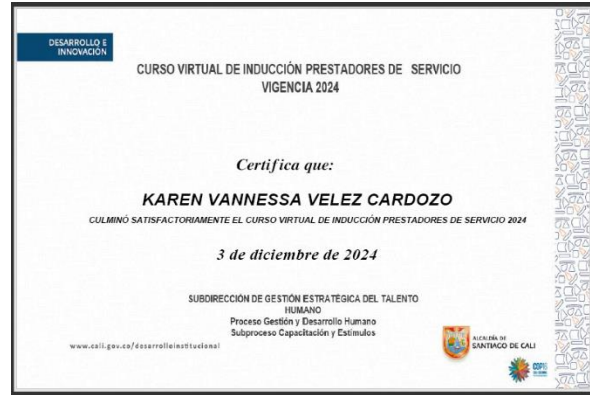 DESARROLLO E
INNOVACIÓN
CURSO VIRTUAL DE INDUCCIÓN PRESTADORES DE SERVICIO
VIGENCIA 2024
Certifica que:
KAREN VANNESSA VELEZ CARDOZO
CULMINÓ SATISFACTORIAMENTE EL CURSO VIRTUAL DE INDUCCIÓN PRESTADORES DE SERVICIO 2024
3 de diciembre de 2024
SUBDIRECCIÓN DE GESTIÓN ESTRATÉGICA DEL TALENTO
HUMANO
Proceso Gestión y Desarrollo Humano
Subproceso Capacitación y Estímulos
www.cali.gov.co/desarrolloinstitucional
ALCALDÍA DE
SANTIAGO DE CALI
COP16